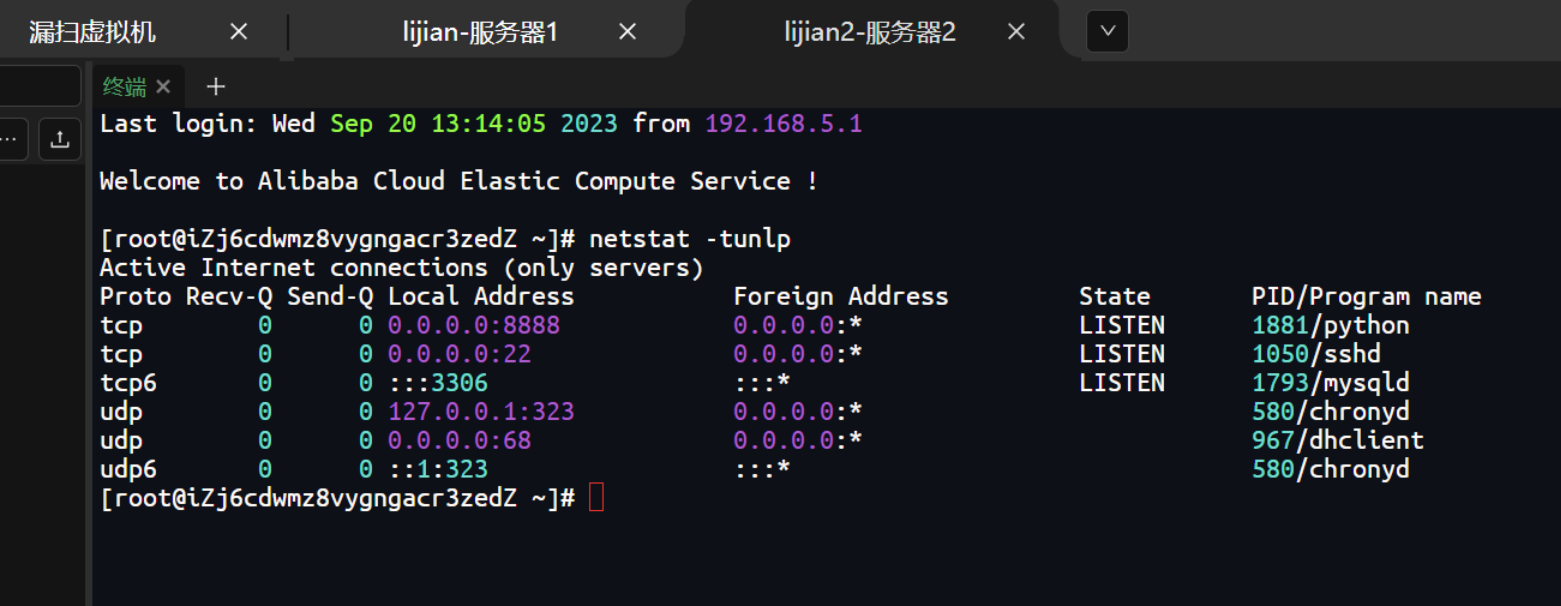 漏扫虚拟机 lijian-服务器1 lijian2-服务器2
终端
Last login: Wed Sep 20 13:14:05 2023 from 192.168.5.1
Welcome to Alibaba Cloud Elastic Compute Service !
[root@iZj6cdwmz8vygngacr3zedZ ~]# netstat -tunlp
Active Internet connections (only servers)
Proto Recv-Q Send-Q Local Address Foreign Address State PID/Program name
tcp 0 0 0.0.0.0:8888 0.0.0.0:* LISTEN 1881/python
tcp 0 0 0.0.0.0:22 0.0.0.0:* LISTEN 1050/sshd
tcp6 0 0 :::3306 :::* LISTEN 1793/mysqld
udp 0 0 127.0.0.1:323 0.0.0.0:* 580/chronyd
udp 0 0 0.0.0.0:68 0.0.0.0:* 967/dhclient
udp6 0 0 ::1:323 :::* 580/chronyd
[root@iZj6cdwmz8vygngacr3zedZ ~]#